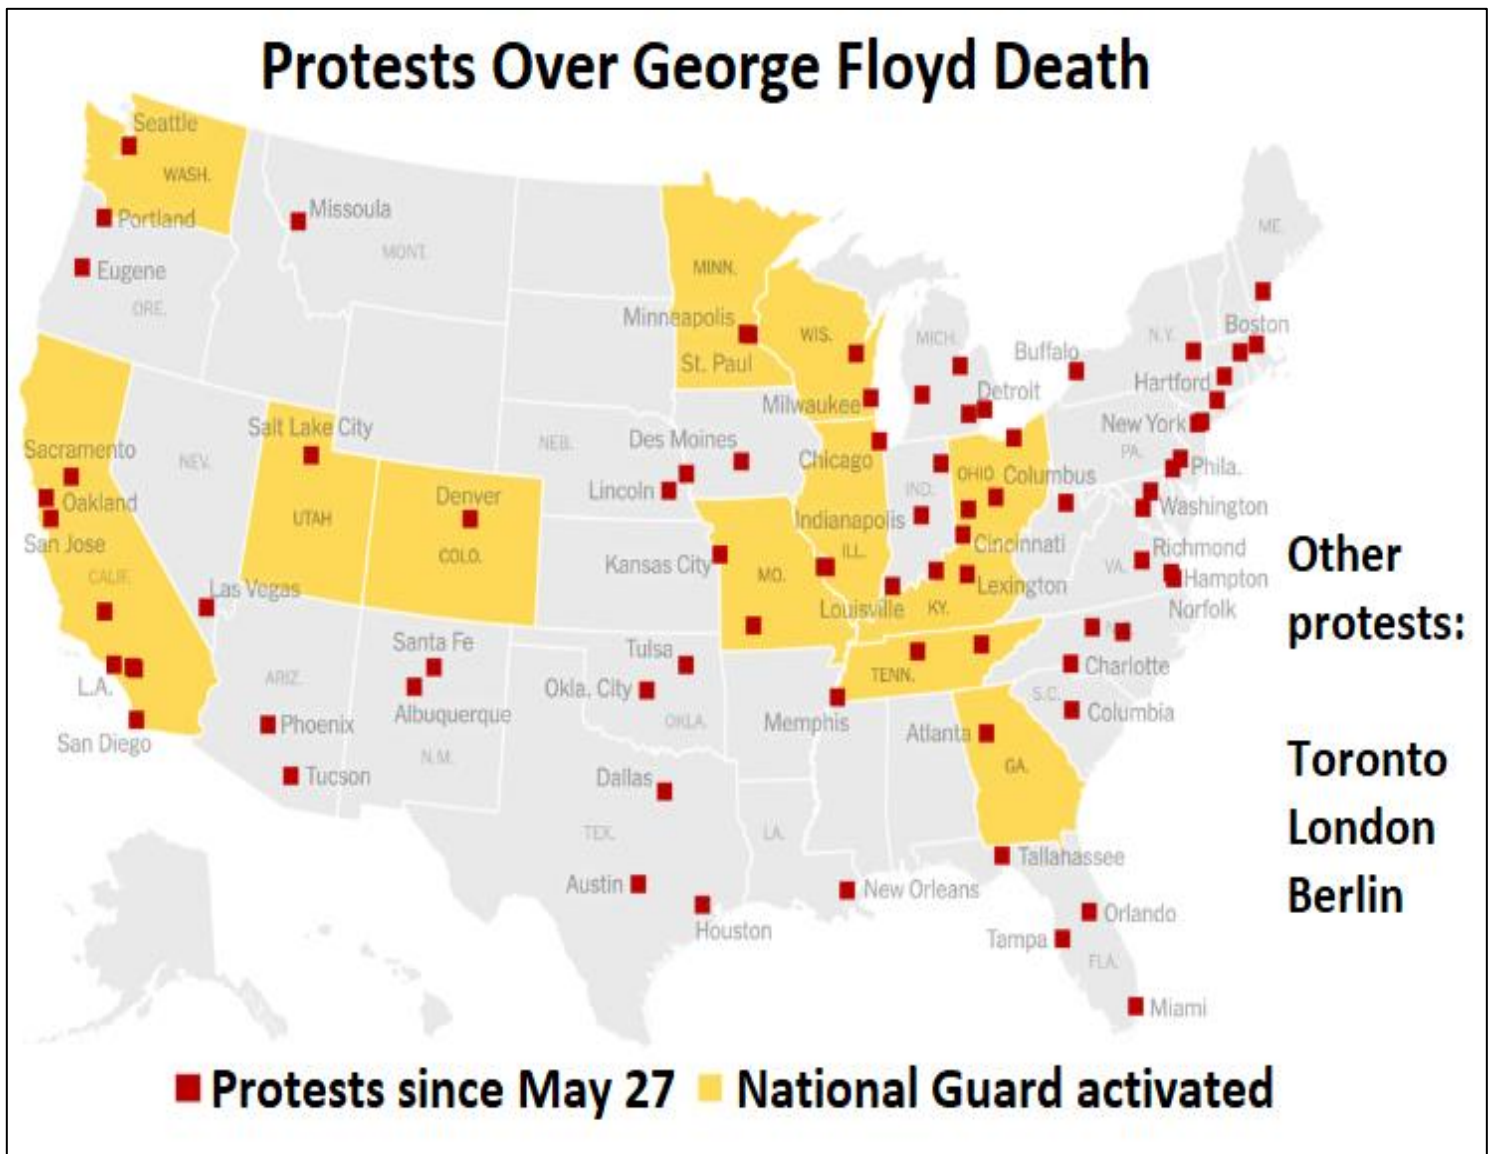 Protests Over George Floyd Death
Seattle
WASH.
Portland
Missoula
MONT.
Eugene
ORE.
MINN.
Minneapolis
St. Paul
WIS.
MICH.
ME.
N.Y.
Boston
Buffalo
Hartford
Detroit
Milwaukee
New York
Salt Lake City
NEB.
Des Moines
Chicago
PA.
Sacramento
NEV.
Oakland
San Jose
CALIF.
UTAH
Denver
COLO.
Lincoln
IND.
OHIO
Columbus
Phila.
Washington
Indianapolis
ILL.
Cincinnati
Kansas City
MO.
Richmond
VA.
Hampton
Norfolk
Las Vegas
Louisville
KY.
Lexington
Other
protests:
Santa Fe
Tulsa
L.A.
ARIZ.
Albuquerque
Okla. City
OKLA.
TENN.
Charlotte
San Diego
Phoenix
N.M.
Memphis
Atlanta
S.C.
Columbia
Tucson
Dallas
GA.
Toronto
TEX.
LA.
London
Austin
New Orleans
Tallahassee
Berlin
Houston
Orlando
Tampa
FLA.
Miami
Protests since May 27
National Guard activated